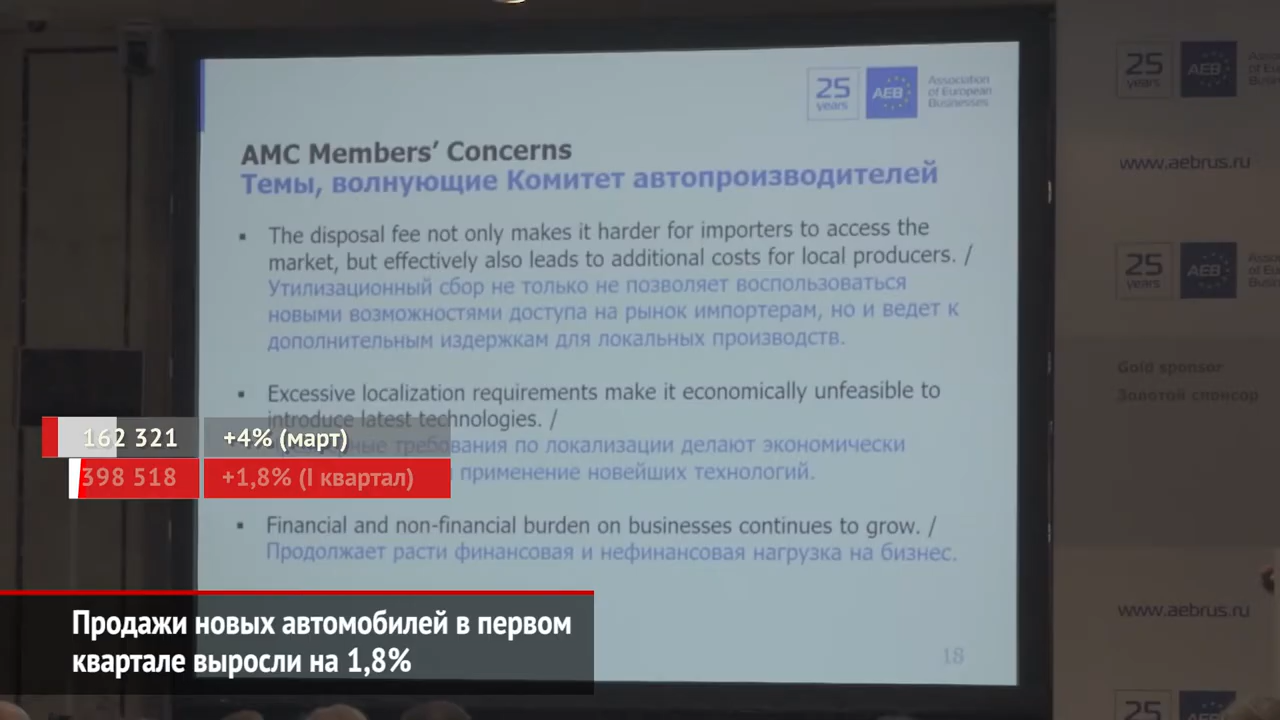 25
years
AEB
Association
of European
Businesses
AMC Members’ Concerns
Темы, волнующие Комитет автопроизводителей
▪ The disposal fee not only makes it harder for importers to access the
market, but effectively also leads to additional costs for local producers. /
Утилизационный сбор не только не позволяет воспользоваться
новыми возможностями доступа на рынок импортерам, но и ведет к
дополнительным издержкам для локальных производств.
▪ Excessive localization requirements make it economically unfeasible to
introduce latest technologies. /
требования по локализации делают экономически
применение новейших технологий.
▪ Financial and non-financial burden on businesses continues to grow. /
Продолжает расти финансовая и нефинансовая нагрузка на бизнес.
18
162 321 +4% (март)
398 518 +1,8% (I квартал)
Продажи новых автомобилей в первом
квартале выросли на 1,8%
25
years
AEB
www.aebrus.ru
25
years
AEB
Gold sponsor
Золотой спонсор
www.aebrus.ru
25
years
AEB